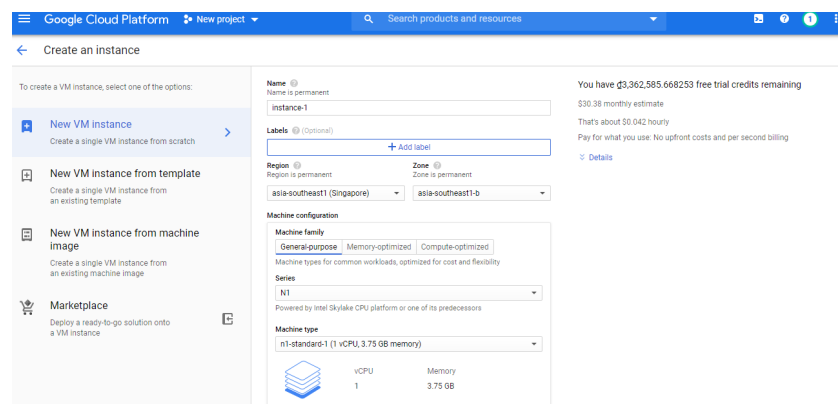 Google Cloud Platform New project Search products and resources 1
Create an instance
To create a VM instance, select one of the options:
New VM instance
Create a single VM instance from scratch
New VM instance from template
Create a single VM instance from
an existing template
New VM instance from machine
image
Create a single VM instance from
an existing machine image
Marketplace
Deploy a ready-to-go solution onto
a VM instance
Name
Name is permanent
instance-1
Labels (Optional)
+ Add label
Region Zone
Region is permanent Zone is permanent
asia-southeast1 (Singapore) asia-southeast1-b
Machine configuration
Machine family
General-purpose Memory-optimized Compute-optimized
Machine types for common workloads, optimized for cost and flexibility
Series
N1
Powered by Intel Skylake CPU platform or one of its predecessors
Machine type
n1-standard-1 (1 vCPU, 3.75 GB memory)
vCPU Memory
1 3.75 GB
You have ₫3,362,585.668253 free trial credits remaining
$30.38 monthly estimate
That's about $0.042 hourly
Pay for what you use: No upfront costs and per second billing
Details